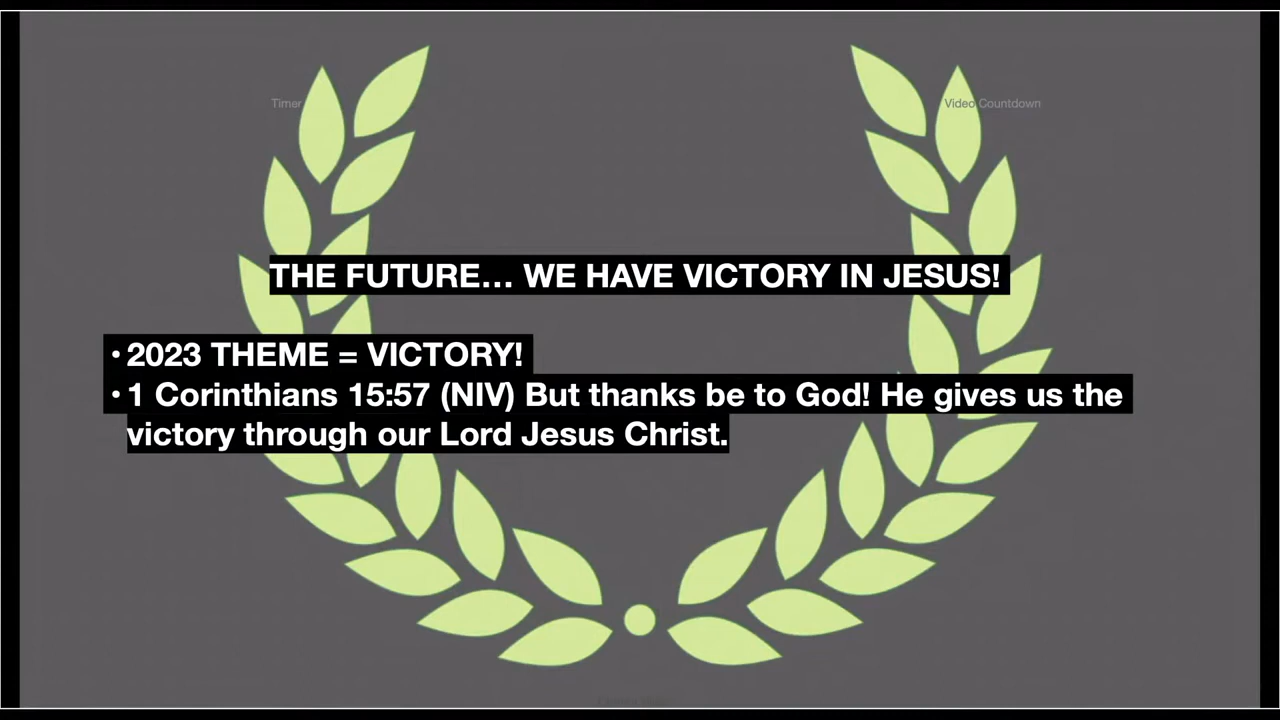 Timer
Video Countdown
THE FUTURE... WE HAVE VICTORY IN JESUS!
• 2023 THEME = VICTORY!
• 1 Corinthians 15:57 (NIV) But thanks be to God! He gives us the
victory through our Lord Jesus Christ.